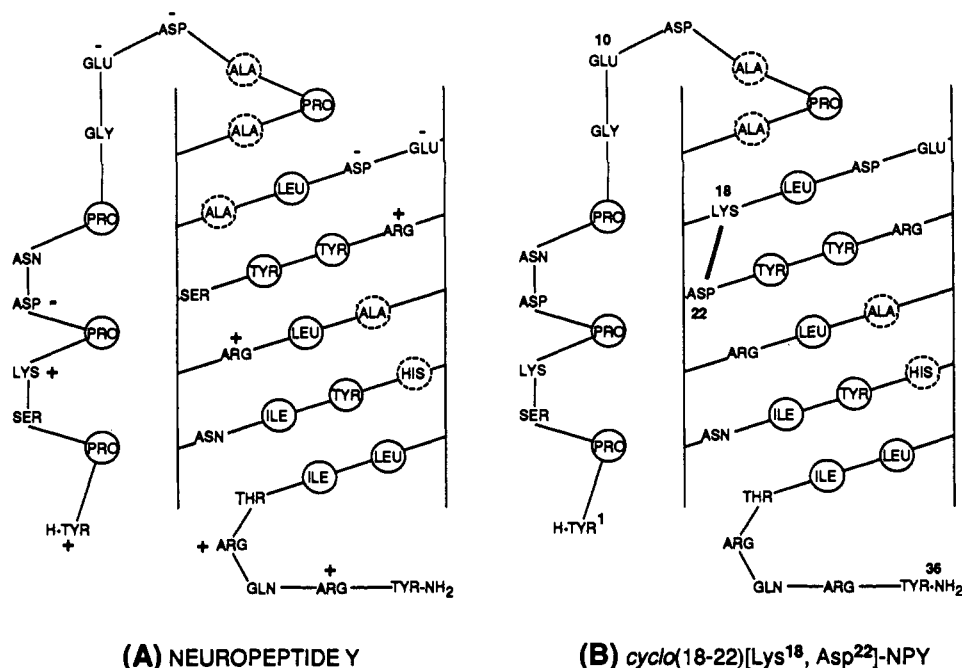 -
ASP
-
GLU
ALA
PRO
GLY
ALA
-
GLU
-
ASP
LEU
ALA
PRO
+
ARG
TYR
TYR
SER
ASN
ASP -
PRO
ALA
LEU
+
ARG
LYS +
SER
PRO
HIS
TYR
ILE
ASN
LEU
ILE
THR
H-TYR
+
+ ARG
GLN
+
ARG
TYR-NH2
(A) NEUROPEPTIDE Y
10
GLU
ASP
ALA
PRO
GLY
ALA
GLU
ASP
LEU
18
LYS
PRO
ARG
TYR
TYR
ASP
22
ASN
ASP
PRO
ALA
LEU
ARG
LYS
SER
PRO
HIS
TYR
ILE
ASN
LEU
ILE
THR
H-TYR1
ARG
GLN
ARG
36
TYR-NH2
(B) cyclo(18-22)[Lys18, Asp22]-NPY